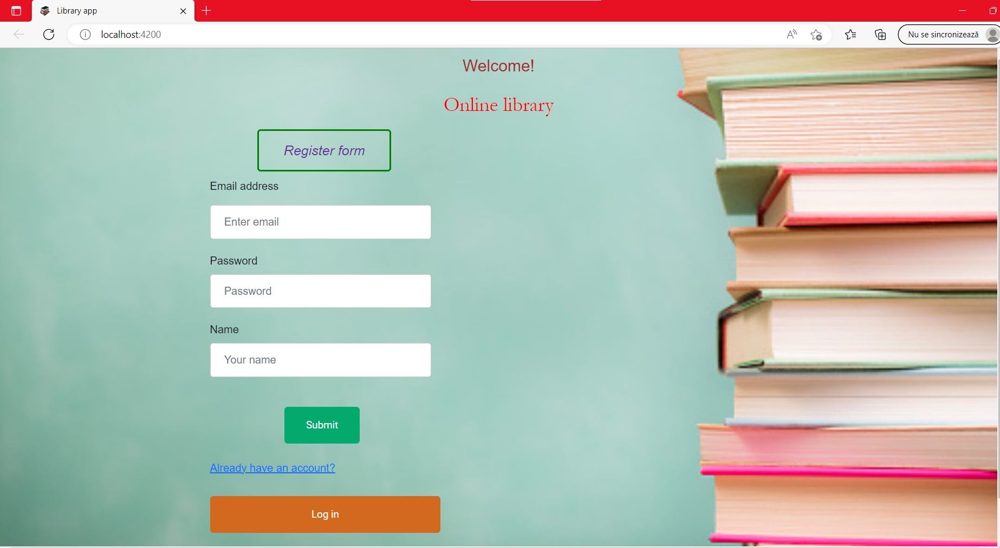 Library app
localhost:4200
Nu se sincronizează
Welcome!
Online library
Register form
Email address
Enter email
Password
Password
Name
Your name
Submit
Already have an account?
Log in